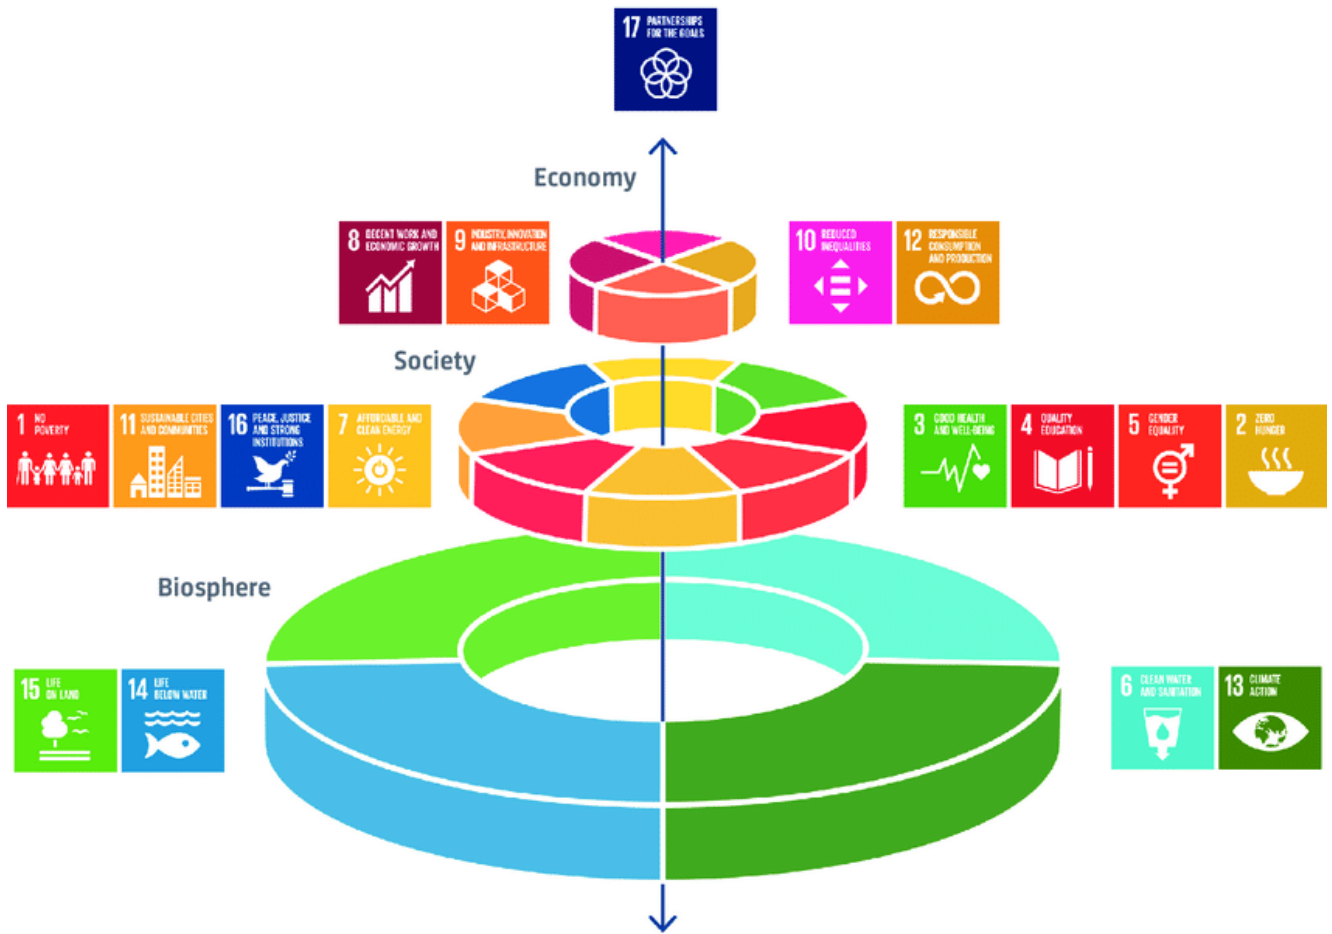 17 PARTNERSHIPS
FOR THE GOALS
Economy
8 DECENT WORK AND
ECONOMIC GROWTH
9 INDUSTRY, INNOVATION
AND INFRASTRUCTURE
10 REDUCED
INEQUALITIES
12 RESPONSIBLE
CONSUMPTION
AND PRODUCTION
Society
1 NO
POVERTY
11 SUSTAINABLE CITIES
AND COMMUNITIES
16 PEACE, JUSTICE
AND STRONG
INSTITUTIONS
7 AFFORDABLE AND
CLEAN ENERGY
3 GOOD HEALTH
AND WELL-BEING
4 QUALITY
EDUCATION
5 GENDER
EQUALITY
2 ZERO
HUNGER
Biosphere
15 LIFE
ON LAND
14 LIFE
BELOW WATER
6 CLEAN WATER
AND SANITATION
13 CLIMATE
ACTION